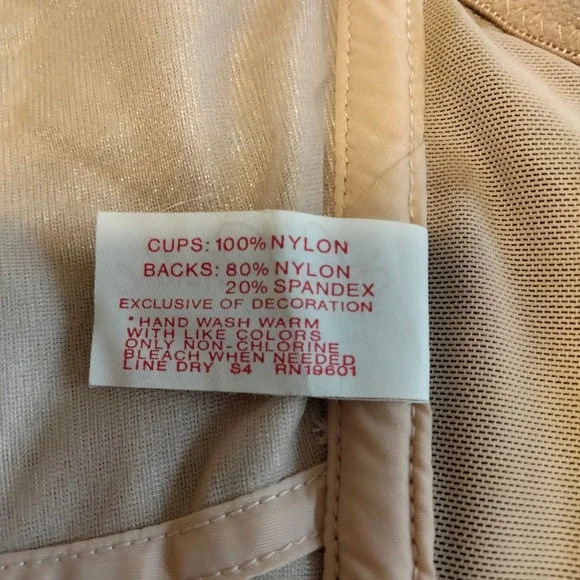 CUPS: 100% NYLON
BACKS: 80% NYLON
20% SPANDEX
EXCLUSIVE OF DECORATION
*HAND WASH WARM
WITH LIKE COLORS
ONLY NON-CHLORINE
BLEACH WHEN NEEDED
LINE DRY S4 RN19601